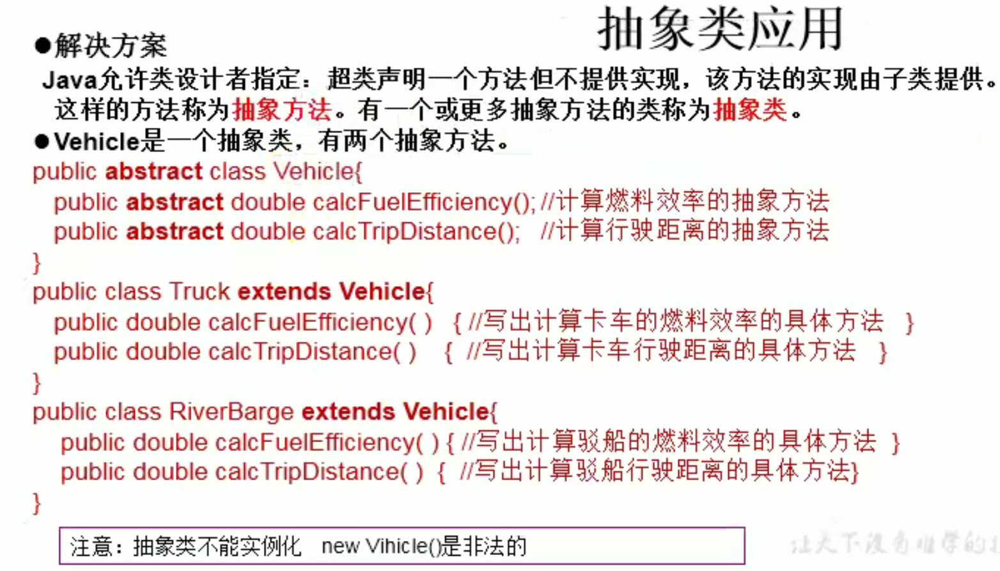 抽象类应用
●解决方案
Java允许类设计者指定：超类声明一个方法但不提供实现，该方法的实现由子类提供。
这样的方法称为抽象方法。有一个或更多抽象方法的类称为抽象类。
●Vehicle是一个抽象类，有两个抽象方法。
public abstract class Vehicle{
public abstract double calcFuelEfficiency(); //计算燃料效率的抽象方法
public abstract double calcTripDistance(); //计算行驶距离的抽象方法
}
public class Truck extends Vehicle{
public double calcFuelEfficiency( ) { //写出计算卡车的燃料效率的具体方法 }
public double calcTripDistance( ) { //写出计算卡车行驶距离的具体方法 }
}
public class RiverBarge extends Vehicle{
public double calcFuelEfficiency( ) { //写出计算驳船的燃料效率的具体方法 }
public double calcTripDistance( ) { //写出计算驳船行驶距离的具体方法}
}
注意：抽象类不能实例化 new Vihicle()是非法的
让天下没有难学的